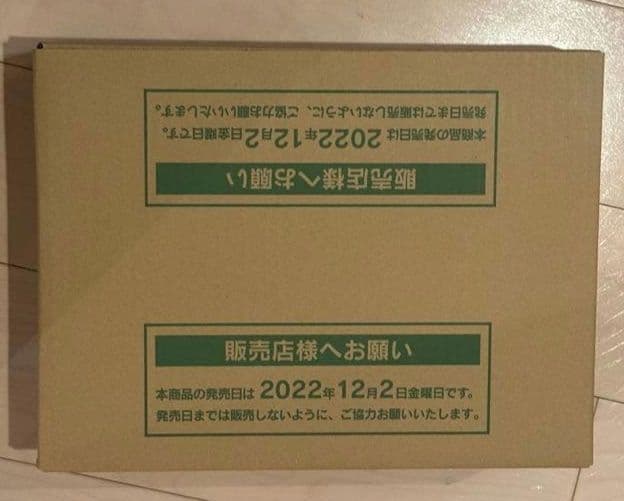 販売店様へお願い
本商品の発売日は2022年12月2日金曜日です。
発売日までは販売しないように、ご協力お願いいたします。
販売店様へお願い
本商品の発売日は2022年12月2日金曜日です。
発売日までは販売しないように、ご協力お願いいたします。